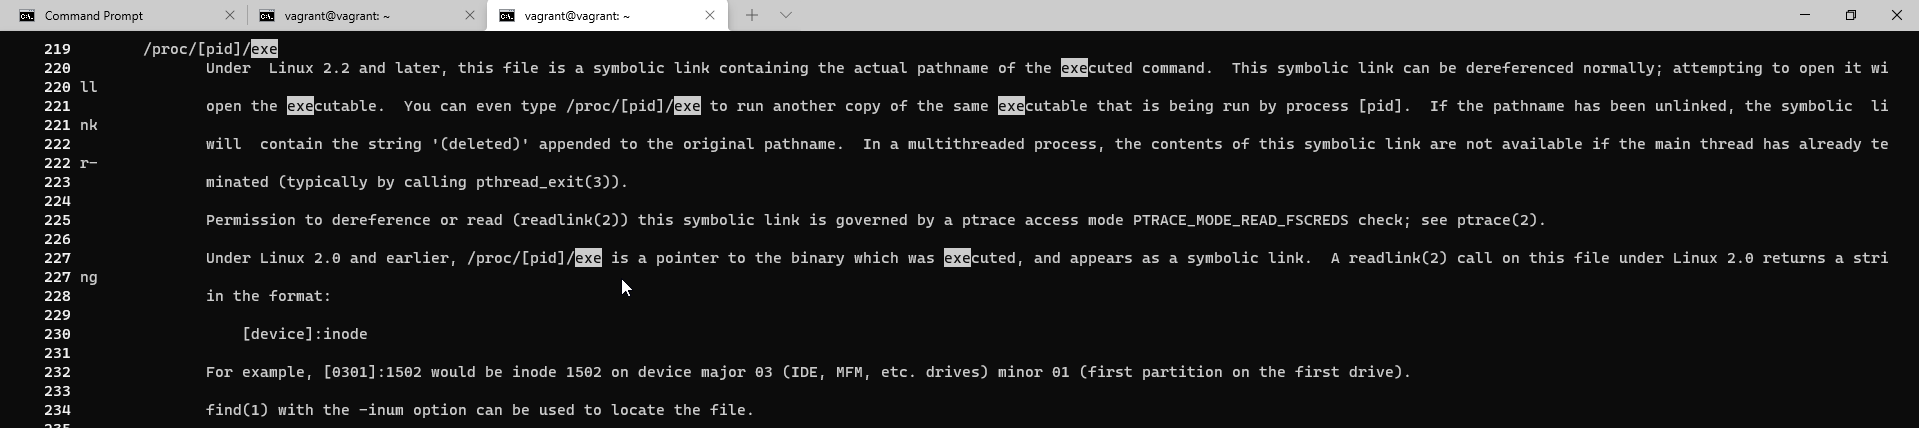 Command Prompt
vagrant@vagrant: ~
vagrant@vagrant: ~
219 /proc/[pid]/exe
220 Under  Linux 2.2 and later, this file is a symbolic link containing the actual pathname of the executed command.  This symbolic link can be dereferenced normally; attempting to open it wi
220 ll
221 open the executable.  You can even type /proc/[pid]/exe to run another copy of the same executable that is being run by process [pid].  If the pathname has been unlinked, the symbolic  li
221 nk
222 will  contain the string '(deleted)' appended to the original pathname.  In a multithreaded process, the contents of this symbolic link are not available if the main thread has already te
222 r-
223 minated (typically by calling pthread_exit(3)).
224
225 Permission to dereference or read (readlink(2)) this symbolic link is governed by a ptrace access mode PTRACE_MODE_READ_FSCREDS check; see ptrace(2).
226
227 Under Linux 2.0 and earlier, /proc/[pid]/exe is a pointer to the binary which was executed, and appears as a symbolic link.  A readlink(2) call on this file under Linux 2.0 returns a stri
227 ng
228 in the format:
229
230 [device]:inode
231
232 For example, [0301]:1502 would be inode 1502 on device major 03 (IDE, MFM, etc. drives) minor 01 (first partition on the first drive).
233
234 find(1) with the -inum option can be used to locate the file.
235